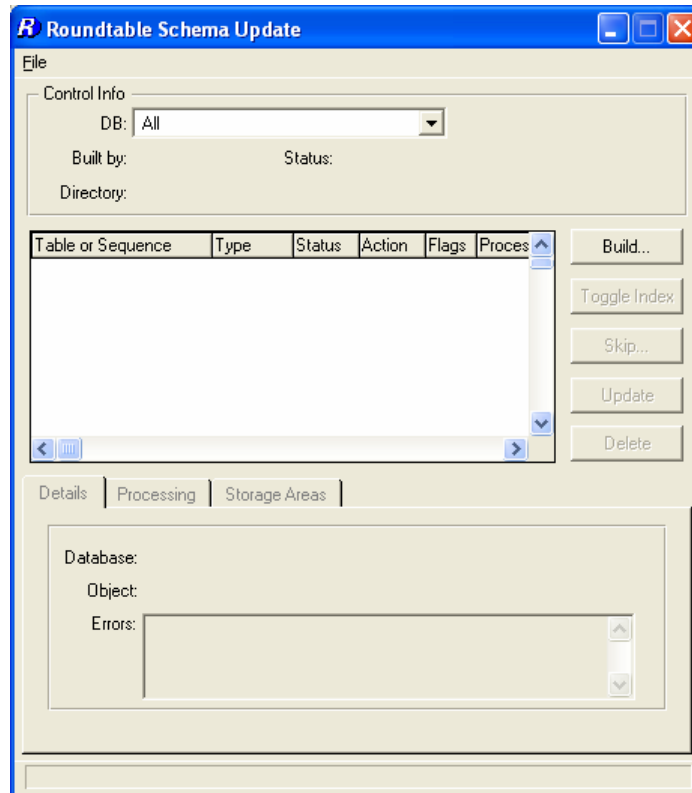 R Roundtable Schema Update
File
Control Info
DB: All
Built by: Status:
Directory:
Table or Sequence Type Status Action Flags Proces
Build...
Toggle Index
Skip...
Update
Delete
Details Processing Storage Areas
Database:
Object:
Errors: